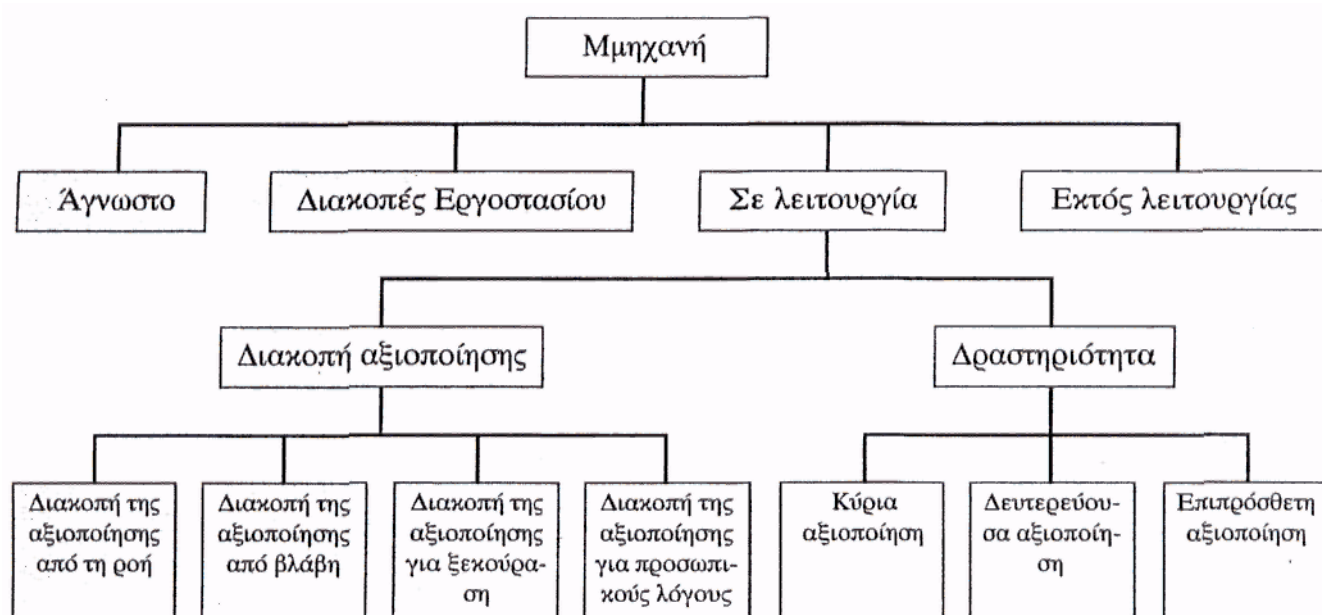 Μμηχανή
Άγνωστο
Διακοπές Εργοστασίου
Σε λειτουργία
Εκτός λειτουργίας
Διακοπή αξιοποίησης
Δραστηριότητα
Διακοπή της
αξιοποίησης
από τη ροή
Διακοπή της
αξιοποίησης
από βλάβη
Διακοπή της
αξιοποίησης
για ξεκούρα-
ση
Διακοπή της
αξιοποίησης
για προσωπι-
κούς λόγους
Κύρια
αξιοποίηση
Δευτερεύου-
σα αξιοποίη-
ση
Επιπρόσθετη
αξιοποίηση